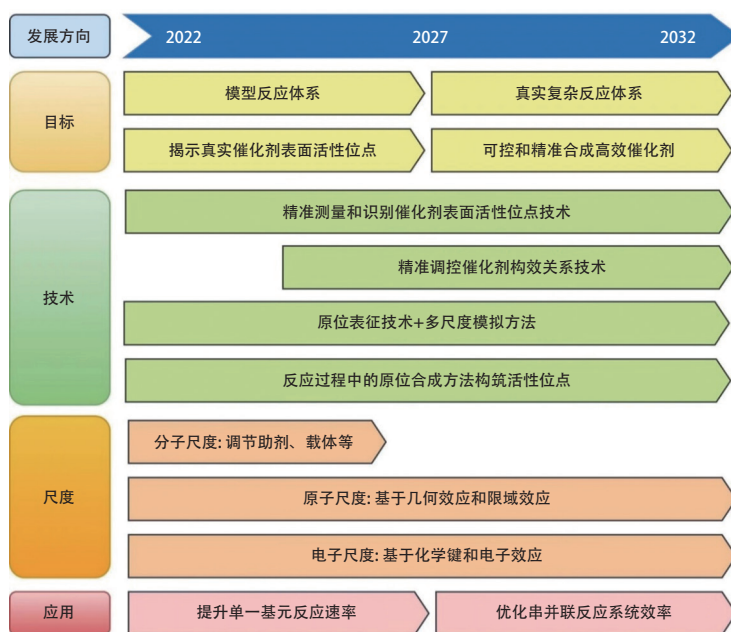 发展方向 2022 2027 2032
目标
模型反应体系 真实复杂反应体系
揭示真实催化剂表面活性位点 可控和精准合成高效催化剂
技术
精准测量和识别催化剂表面活性位点技术
精准调控催化剂构效关系技术
原位表征技术+多尺度模拟方法
反应过程中的原位合成方法构筑活性位点
尺度
分子尺度: 调节助剂、载体等
原子尺度: 基于几何效应和限域效应
电子尺度: 基于化学键和电子效应
应用 提升单一基元反应速率 优化串并联反应系统效率